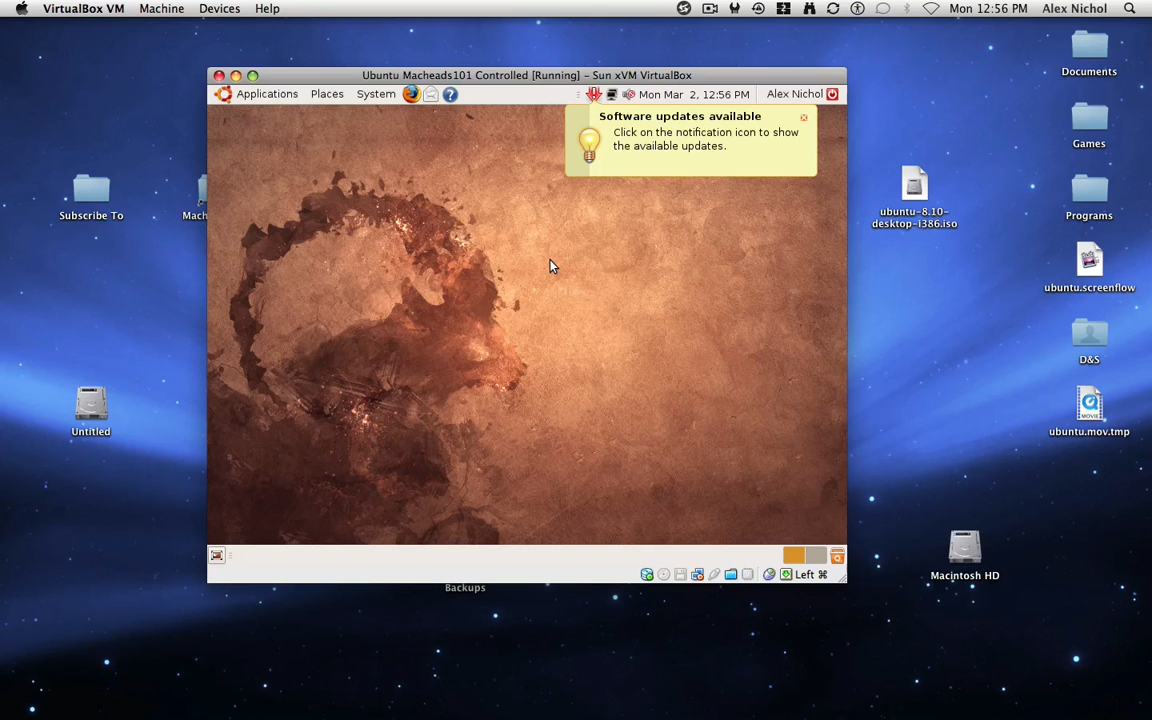 VirtualBox VM Machine Devices Help Mon 12:56 PM Alex Nichol
Ubuntu Macheads101 Controlled [Running] – Sun xVM VirtualBox
Applications Places System Mon Mar 2, 12:56 PM Alex Nichol
Software updates available
Click on the notification icon to show
the available updates.
Documents
Games
Subscribe To
Mach
ubuntu-8.10-
desktop-i386.iso
Programs
ubuntu.screenflow
D&S
Untitled
ubuntu.mov.tmp
Left ⌘
Macintosh HD
Backups